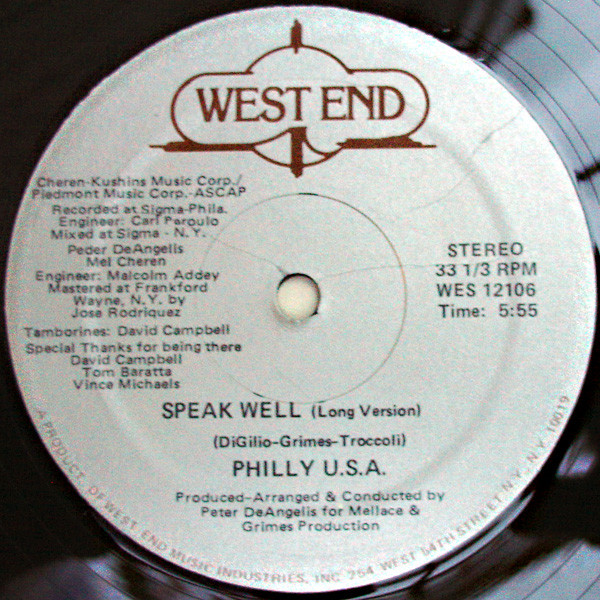 WEST END
Cheren-Kushins Music Corp./
Piedmont Music Corp.-ASCAP
Recorded at Sigma-Phila.
Engineer: Carl Paroulo
Mixed at Sigma - N.Y.
Peder DeAngelis
Mel Cheren
Engineer: Malcolm Addey
Mastered at Frankford
Wayne, N.Y. by
Jose Rodriquez
Tamborines: David Campbell
Special Thanks for being there
David Campbell
Tom Baratta
Vince Michaels
STEREO
33 1/3 RPM
WES 12106
Time: 5:55
SPEAK WELL (Long Version)
(DiGilio-Grimes-Troccoli)
PHILLY U.S.A.
Produced-Arranged & Conducted by
Peter DeAngelis for Mellace &
Grimes Production
A PRODUCT OF WEST END MUSIC INDUSTRIES, INC 254 WEST 54TH STREET N.Y., N.Y. 10019